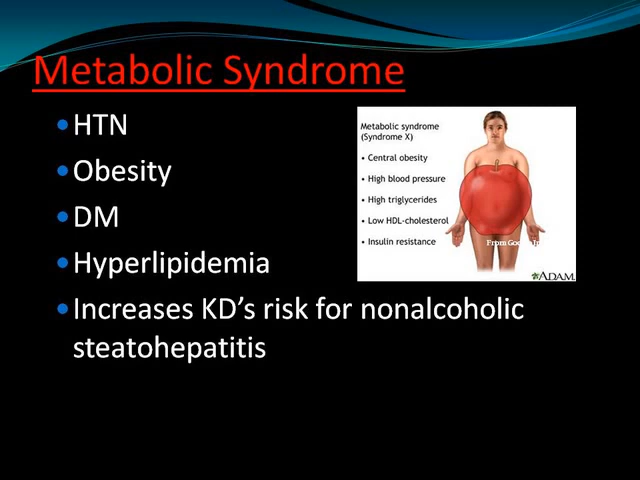 Metabolic Syndrome
• HTN
• Obesity
• DM
• Hyperlipidemia
• Increases KD’s risk for nonalcoholic
steatohepatitis
Metabolic syndrome
(Syndrome X)
• Central obesity
• High blood pressure
• High triglycerides
• Low HDL-cholesterol
• Insulin resistance
From
ADAM.